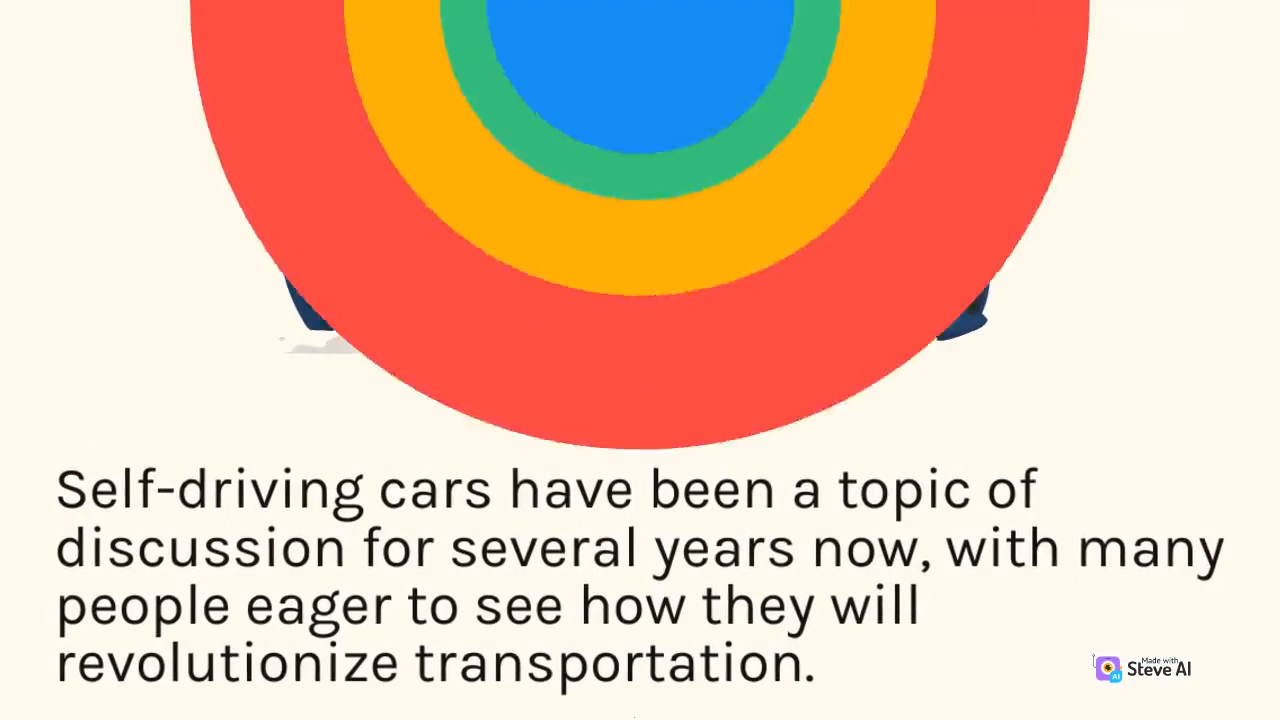 Self-driving cars have been a topic of
discussion for several years now, with many
people eager to see how they will
revolutionize transportation.
Made with
Steve AI
AI